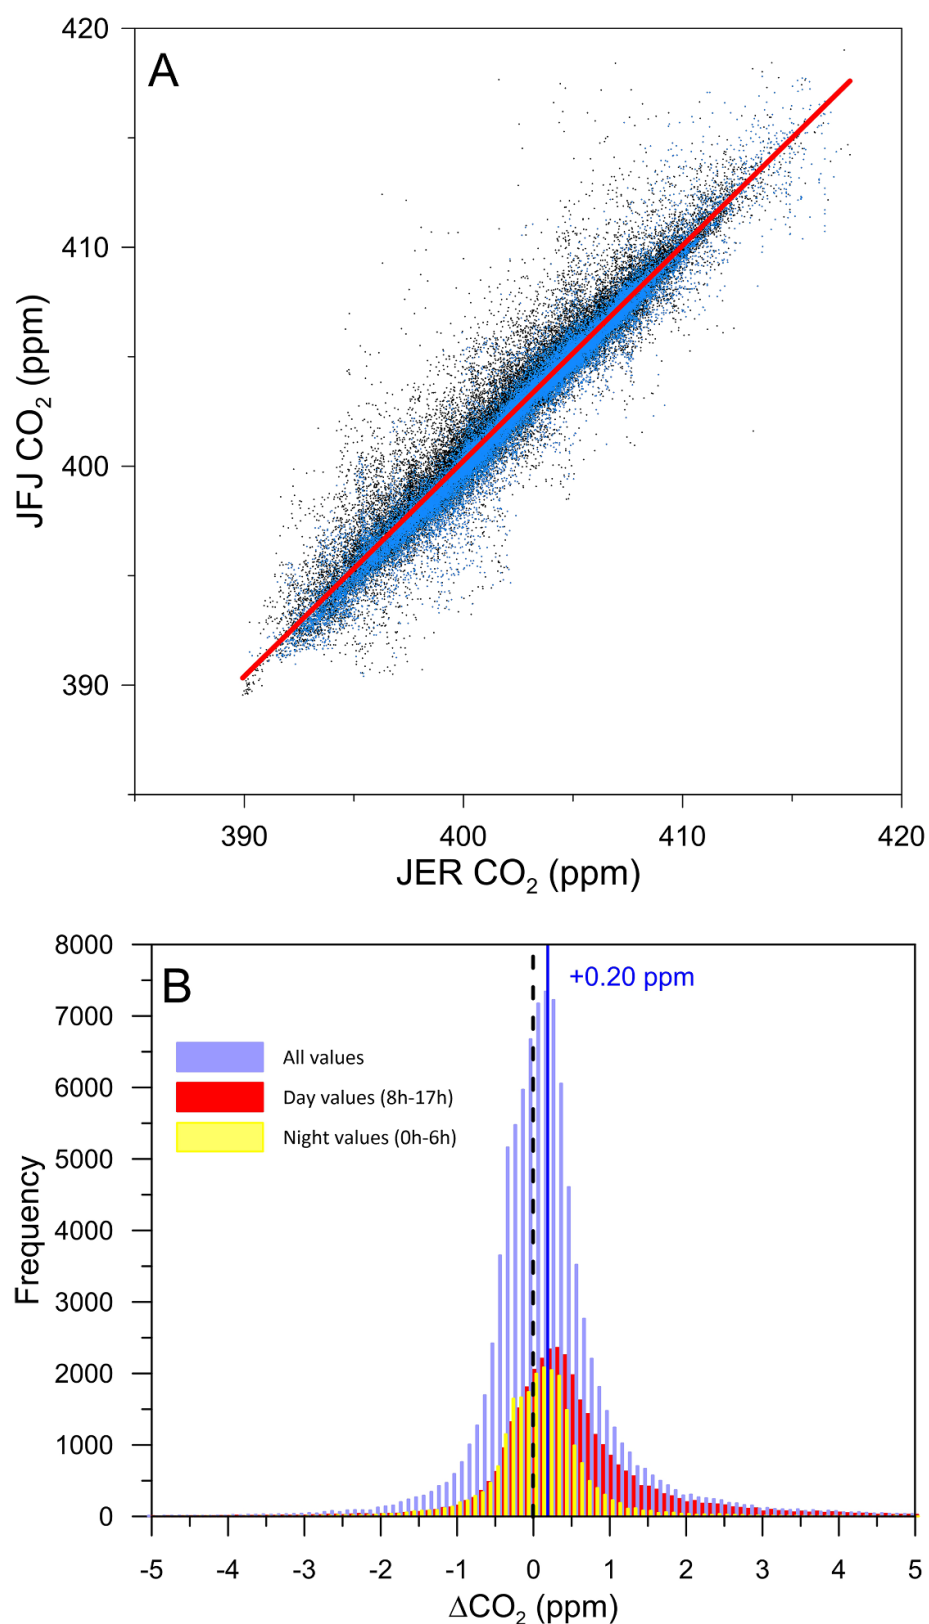 A
420
410
400
390
JFJ CO₂ (ppm)
390 400 410 420
JER CO₂ (ppm)
B
+0.20 ppm
All values
Day values (8h-17h)
Night values (0h-6h)
8000
7000
6000
5000
4000
3000
2000
1000
0
Frequency
-5 -4 -3 -2 -1 0 1 2 3 4 5
ΔCO₂ (ppm)